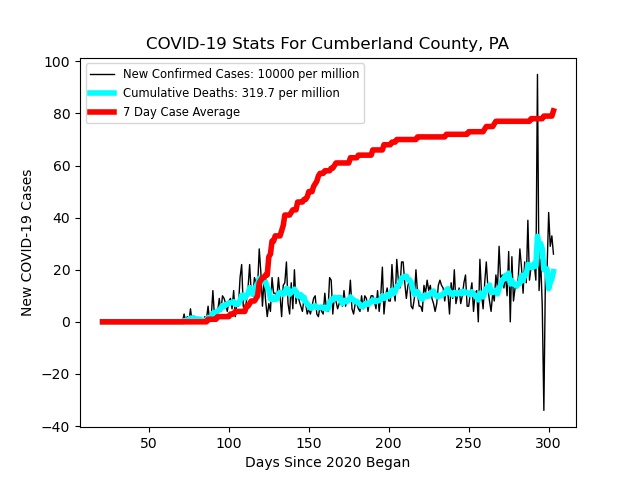 COVID-19 Stats For Cumberland County, PA
New Confirmed Cases: 10000 per million
Cumulative Deaths: 319.7 per million
7 Day Case Average
100
80
60
40
20
0
−20
−40
New COVID-19 Cases
50 100 150 200 250 300
Days Since 2020 Began